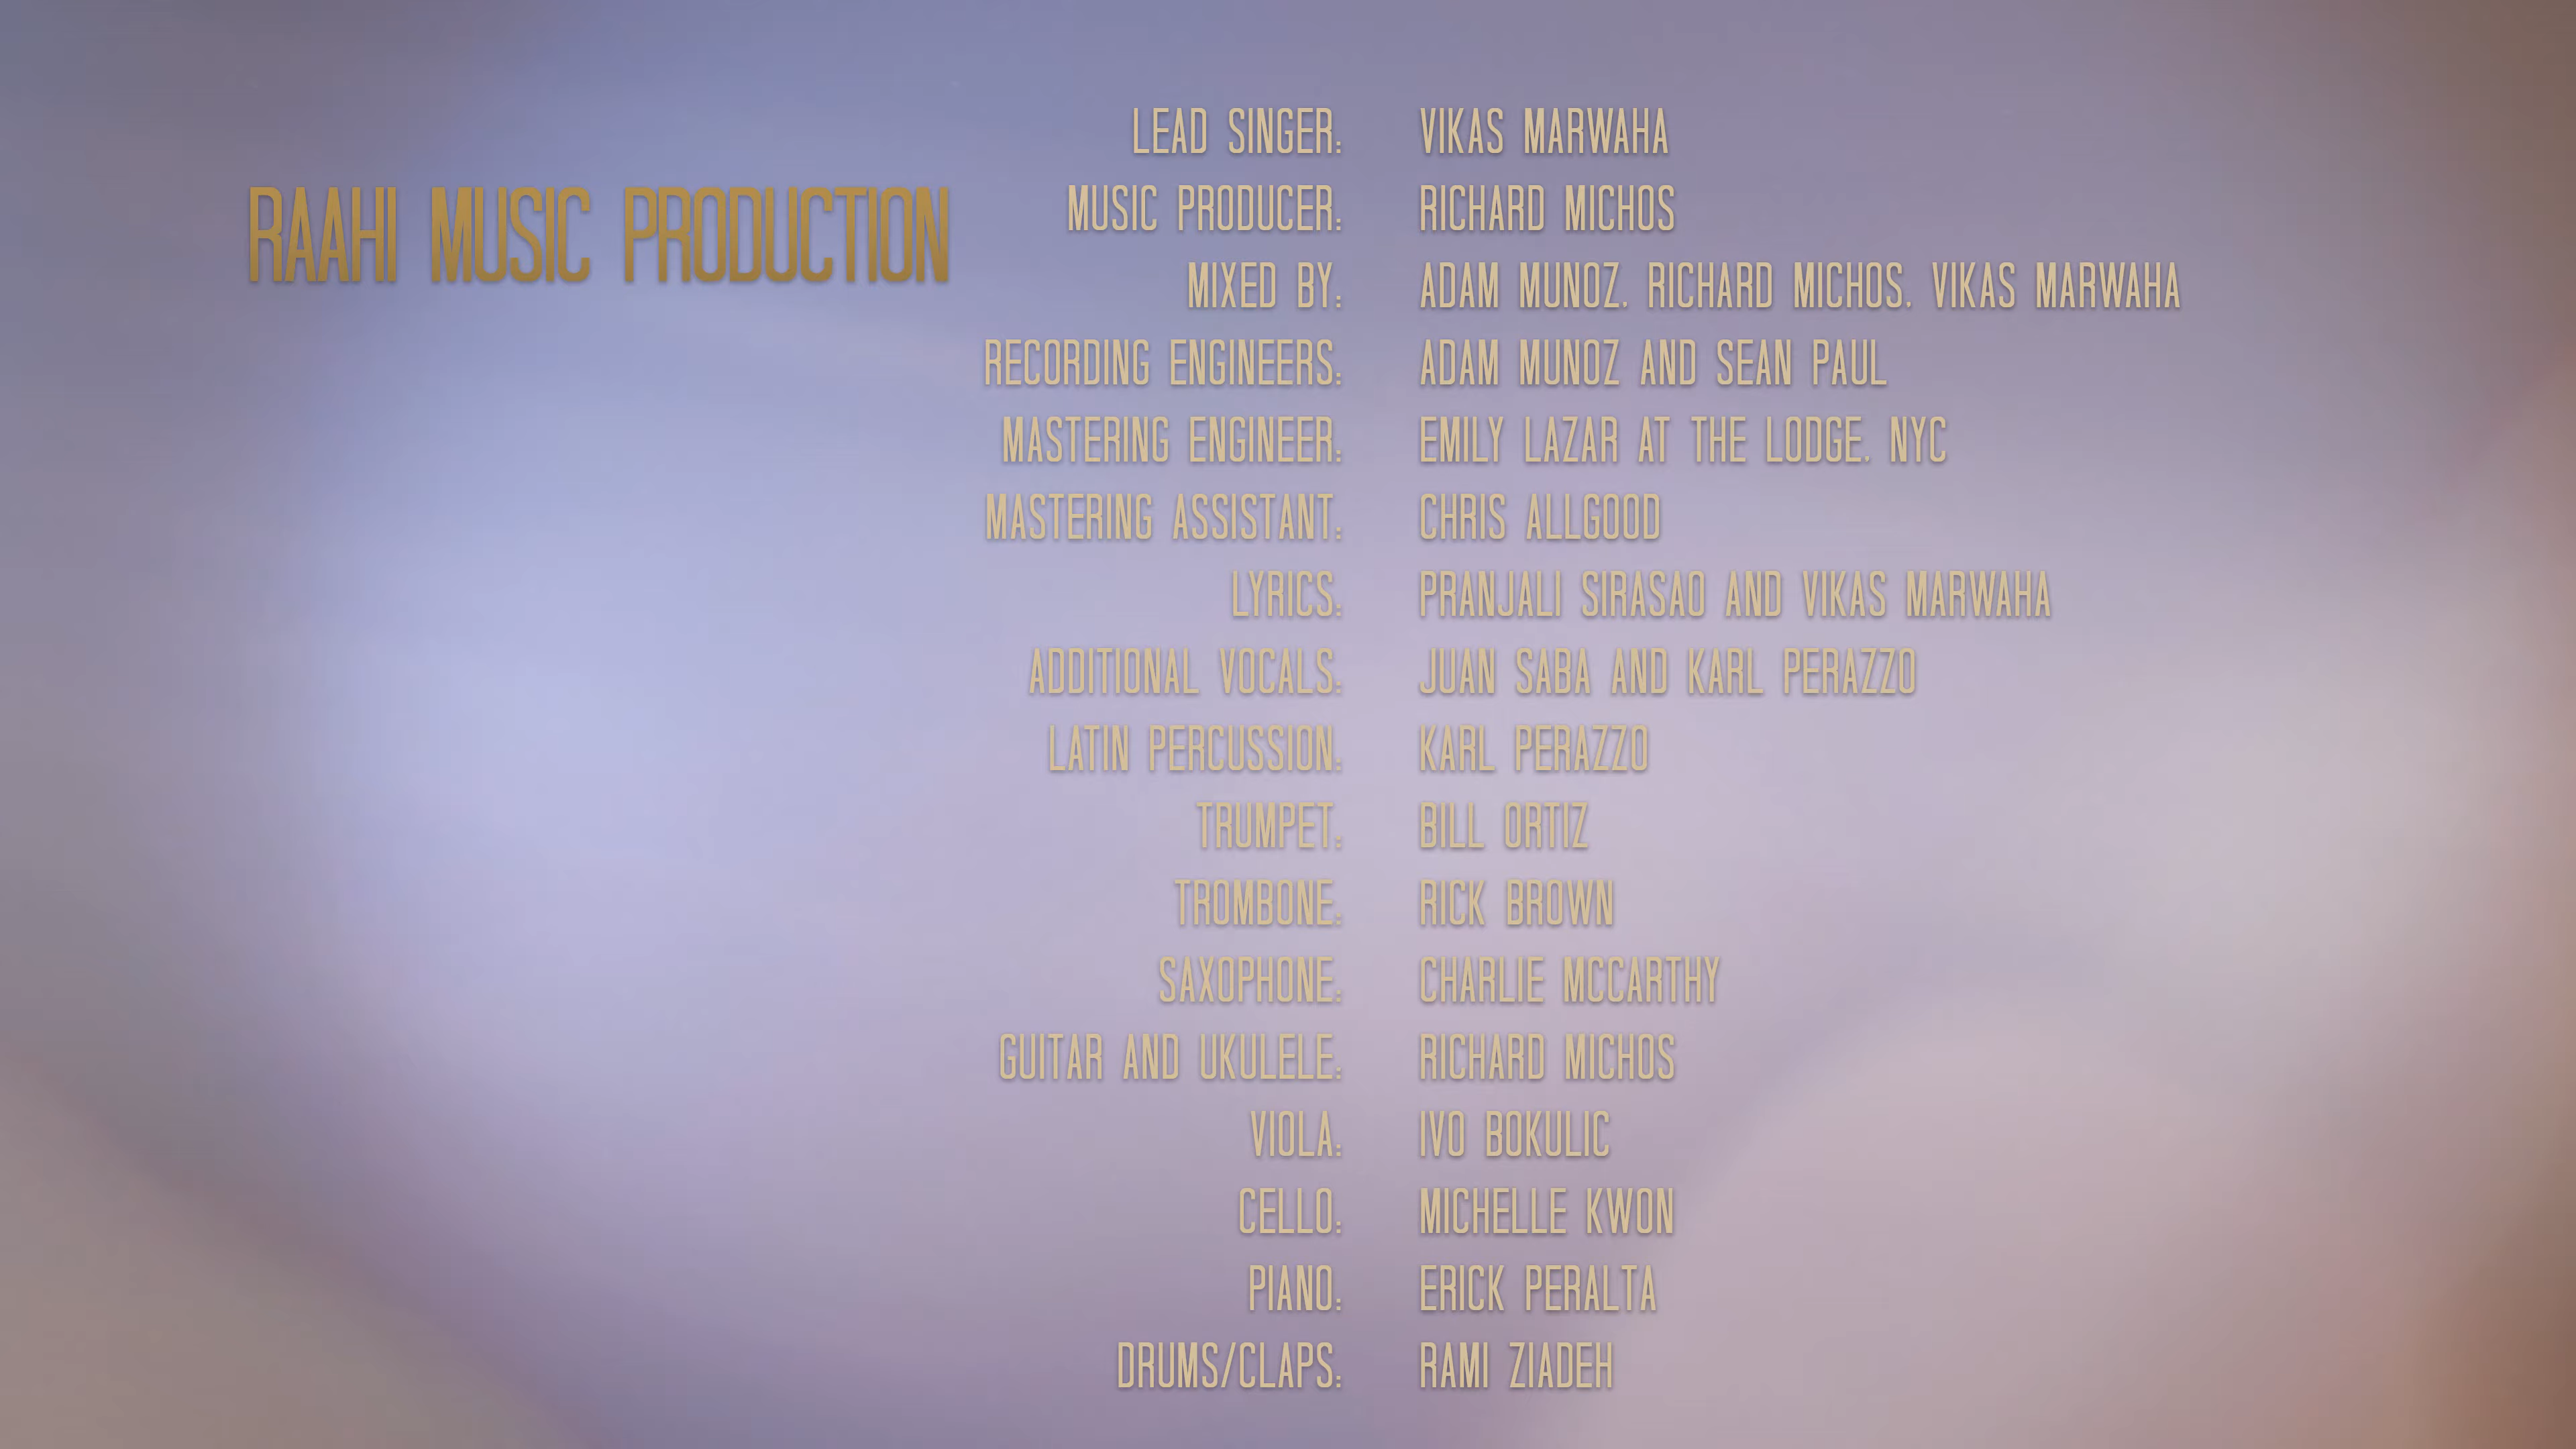 RAAHI MUSIC PRODUCTION
LEAD SINGER: VIKAS MARWAHA
MUSIC PRODUCER: RICHARD MICHOS
MIXED BY: ADAM MUNOZ, RICHARD MICHOS, VIKAS MARWAHA
RECORDING ENGINEERS: ADAM MUNOZ AND SEAN PAUL
MASTERING ENGINEER: EMILY LAZAR AT THE LODGE, NYC
MASTERING ASSISTANT: CHRIS ALLGOOD
LYRICS: PRANJALI SIRASAO AND VIKAS MARWAHA
ADDITIONAL VOCALS: JUAN SABA AND KARL PERAZZO
LATIN PERCUSSION: KARL PERAZZO
TRUMPET: BILL ORTIZ
TROMBONE: RICK BROWN
SAXOPHONE: CHARLIE MCCARTHY
GUITAR AND UKULELE: RICHARD MICHOS
VIOLA: IVO BOKULIC
CELLO: MICHELLE KWON
PIANO: ERICK PERALTA
DRUMS/CLAPS: RAMI ZIADEH